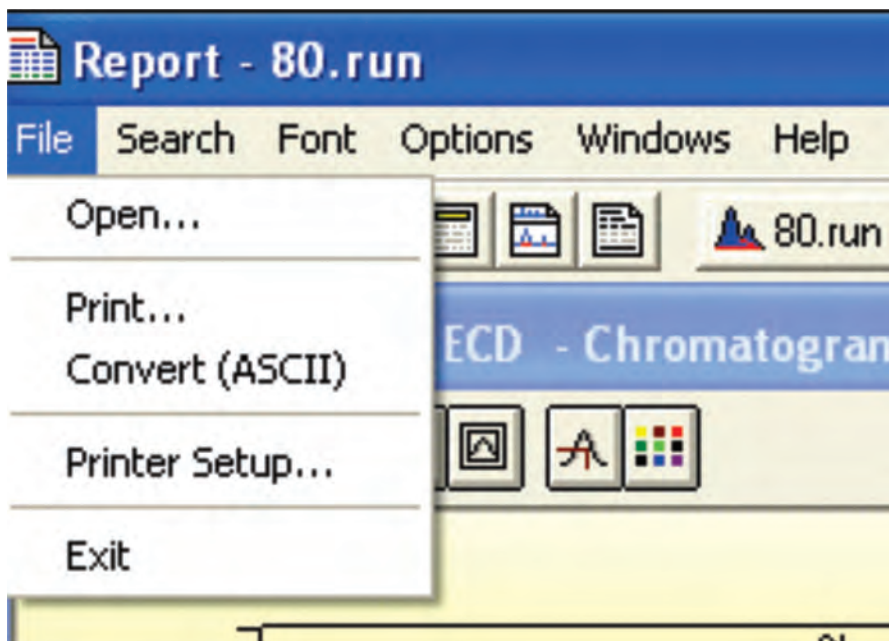 Report - 80.run
File Search Font Options Windows Help
Open...
80.run
Print...
Convert (ASCII)
ECD - Chromatogram
Printer Setup...
Exit